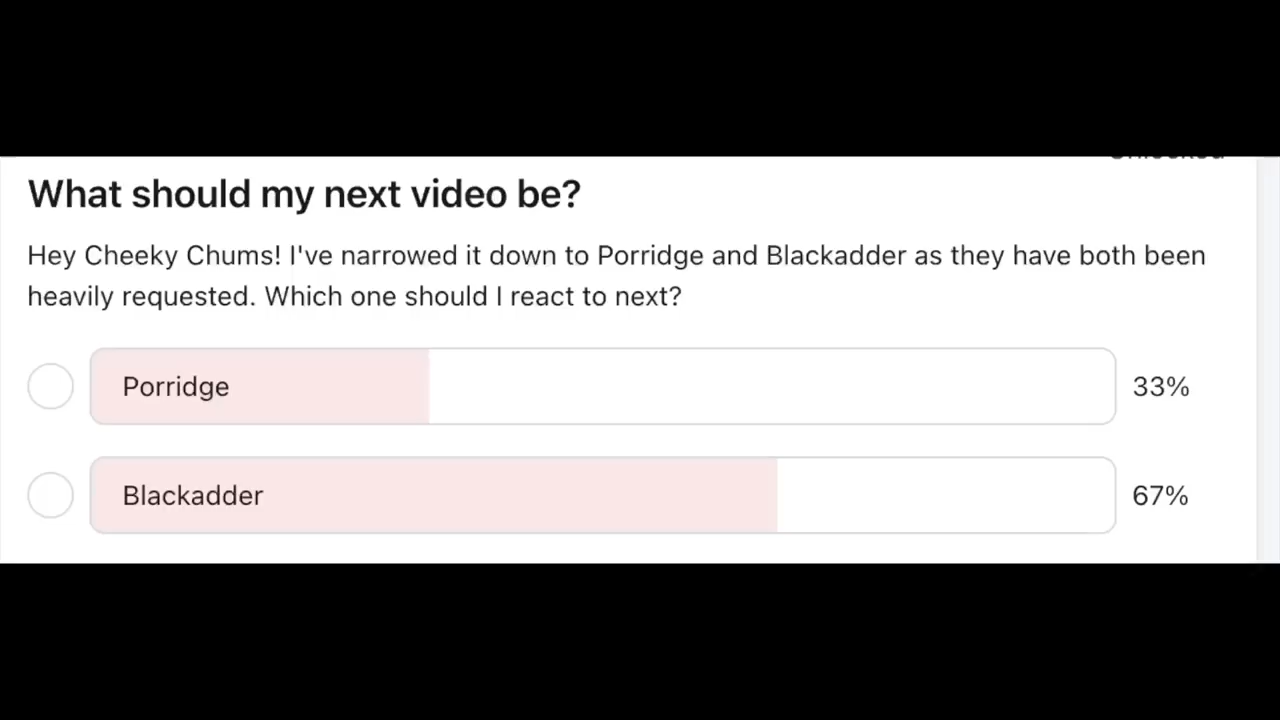 What should my next video be?
Hey Cheeky Chums! I've narrowed it down to Porridge and Blackadder as they have both been
heavily requested. Which one should I react to next?
Porridge
33%
Blackadder
67%